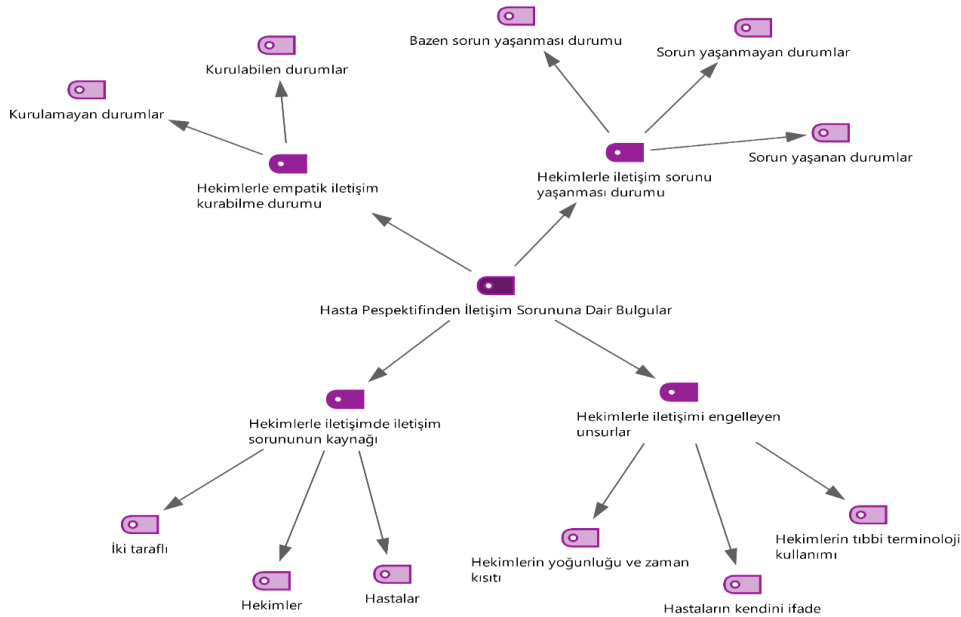 Bazen sorun yaşanması durumu
Sorun yaşanmayan durumlar
Kurulabilen durumlar
Kurulamayan durumlar
Sorun yaşanan durumlar
Hekimlerle empatik iletişim
kurabilme durumu
Hekimlerle iletişim sorunu
yaşanması durumu
Hasta Pespektifinden İletişim Sorununa Dair Bulgular
Hekimlerle iletişimde iletişim
sorununun kaynağı
Hekimlerle iletişimi engelleyen
unsurlar
İki taraflı
Hekimler
Hastalar
Hekimlerin yoğunluğu ve zaman
kısıtı
Hastaların kendini ifade
Hekimlerin tıbbi terminoloji
kullanımı